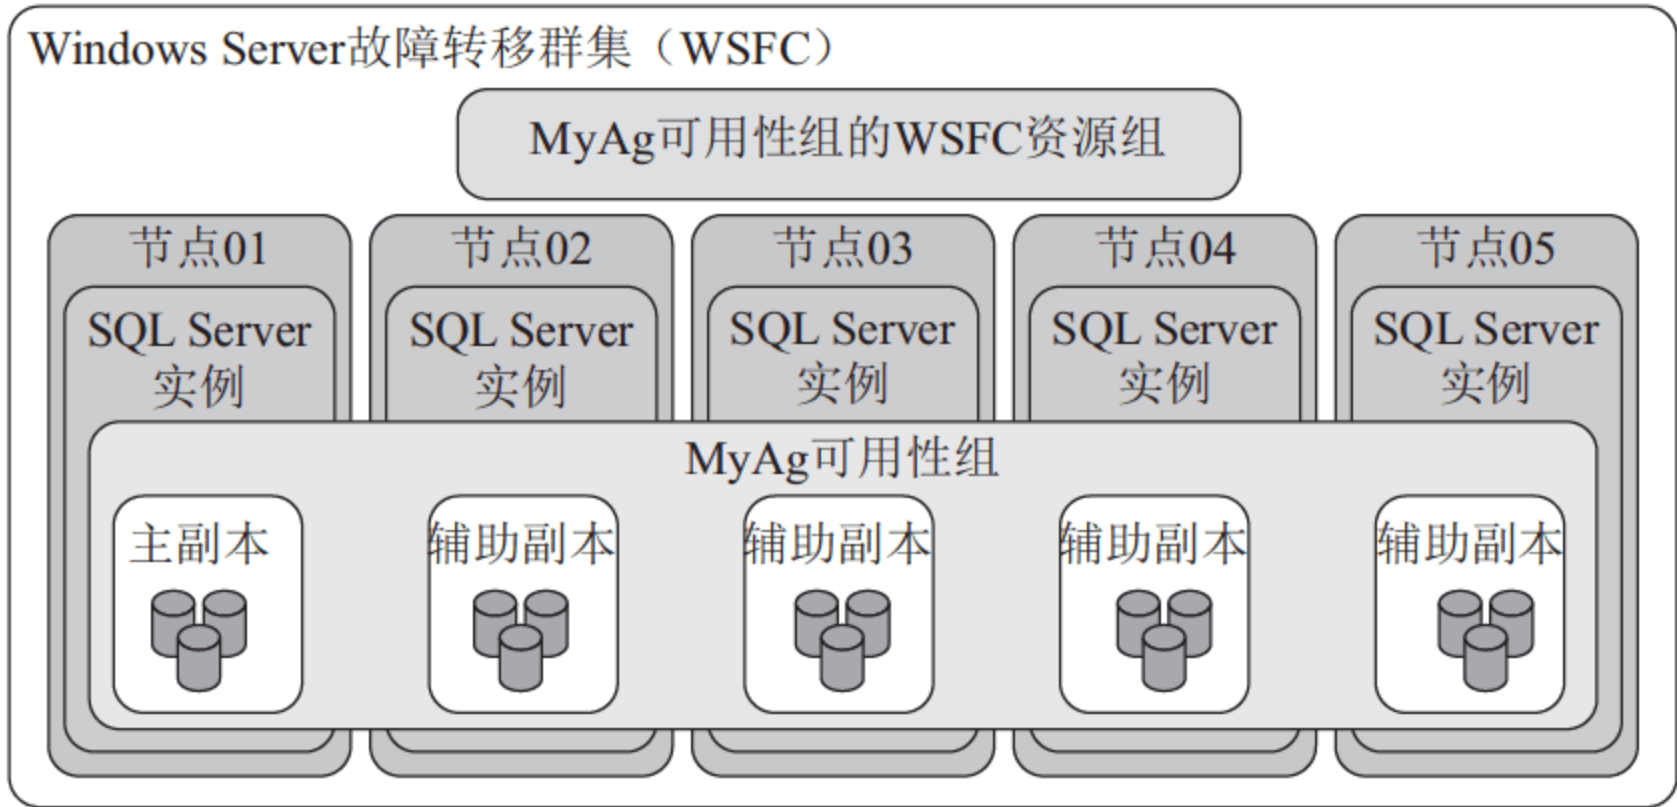 Windows Server故障转移群集（WSFC）
MyAg可用性组的WSFC资源组
节点01
SQL Server
实例
节点02
SQL Server
实例
节点03
SQL Server
实例
节点04
SQL Server
实例
节点05
SQL Server
实例
MyAg可用性组
主副本
辅助副本
辅助副本
辅助副本
辅助副本